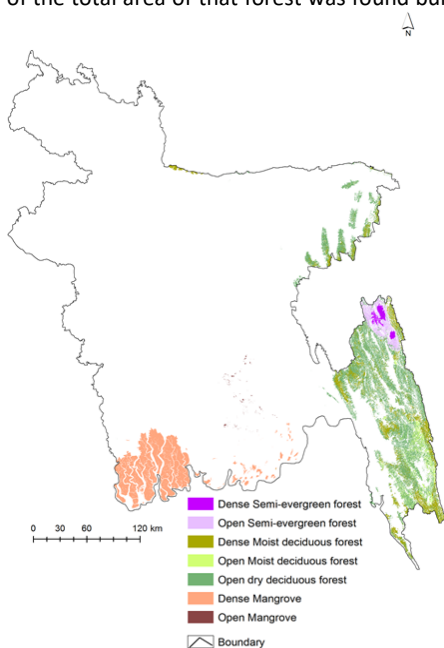 of the total area of that forest was found bu
N
0 30 60 120 km
Dense Semi-evergreen forest
Open Semi-evergreen forest
Dense Moist deciduous forest
Open Moist deciduous forest
Open dry deciduous forest
Dense Mangrove
Open Mangrove
Boundary